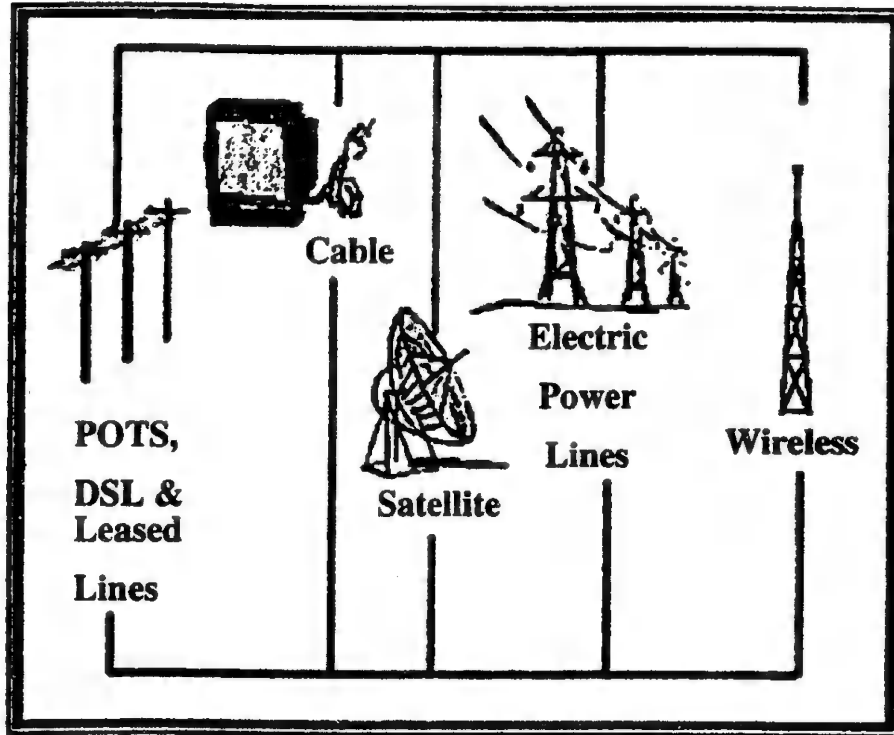 Cable
POTS,
DSL &
Leased
Lines
Satellite
Electric
Power
Lines
Wireless